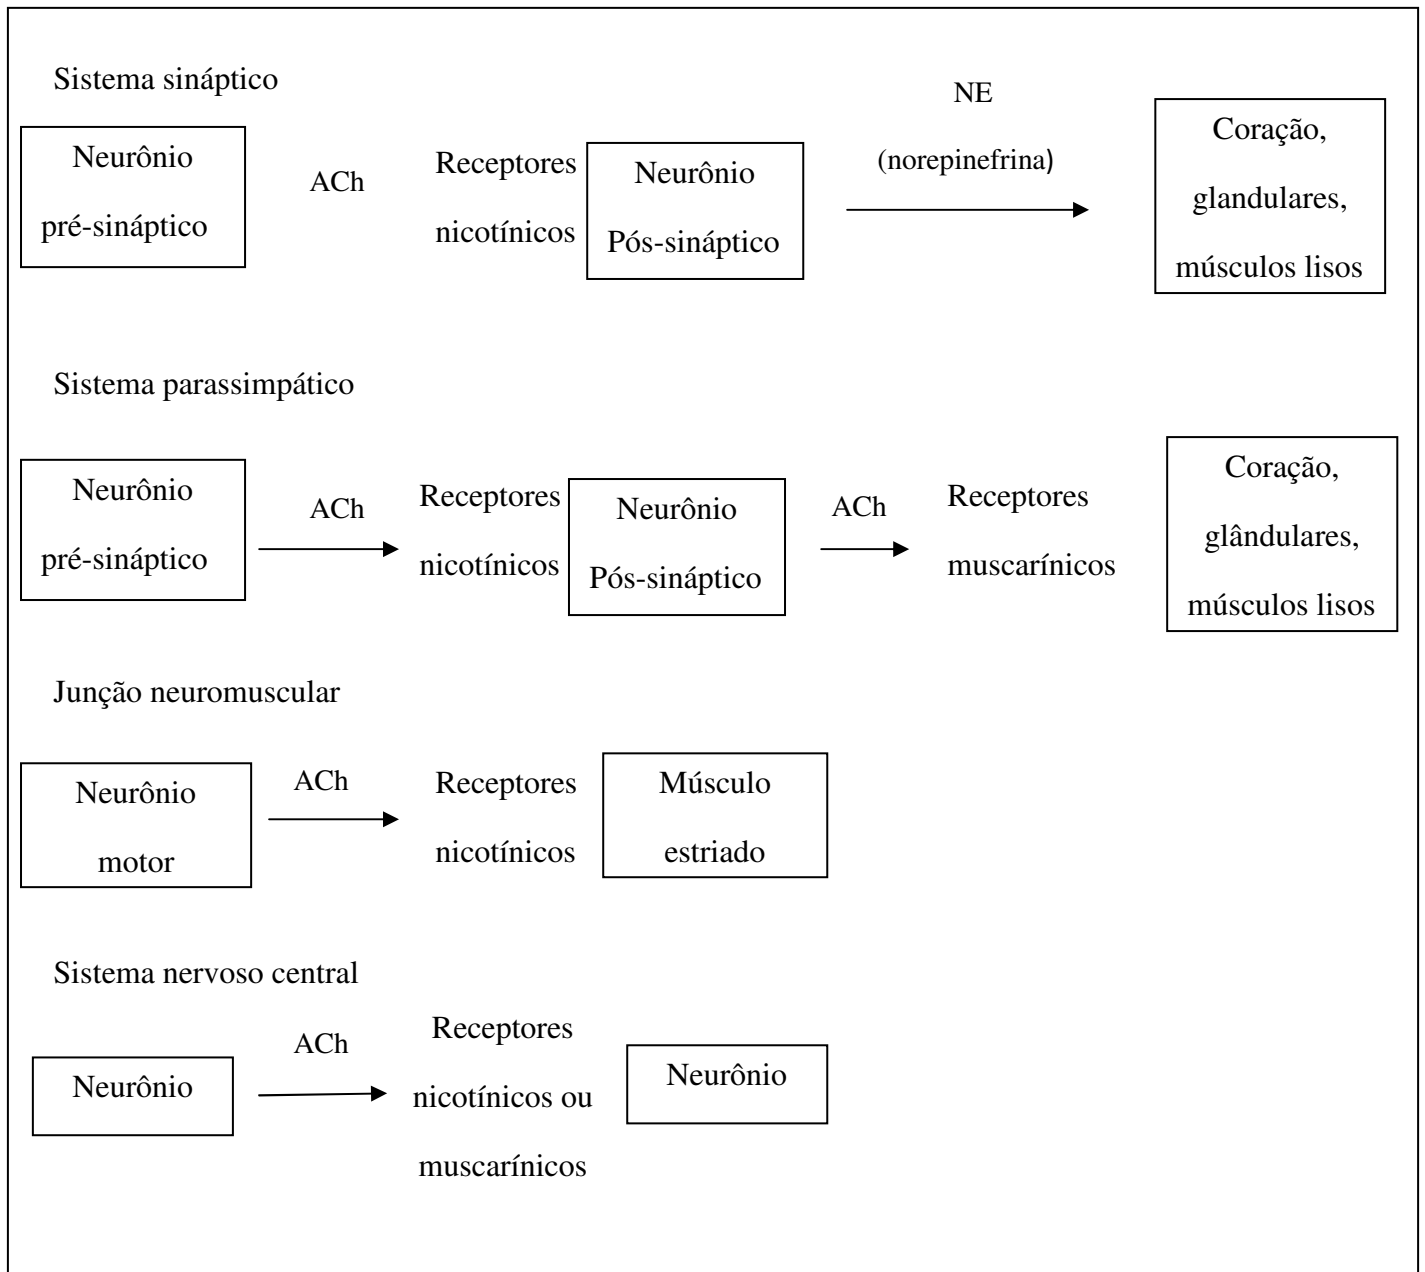 Sistema sináptico
Neurônio
pré-sináptico
ACh
Receptores
nicotínicos
Neurônio
Pós-sináptico
NE
(norepinefrina)
Coração,
glandulares,
músculos lisos
Sistema parassimpático
Neurônio
pré-sináptico
ACh
Receptores
nicotínicos
Neurônio
Pós-sináptico
ACh
Receptores
muscarínicos
Coração,
glândulares,
músculos lisos
Junção neuromuscular
Neurônio
motor
ACh
Receptores
nicotínicos
Músculo
estriado
Sistema nervoso central
Neurônio
ACh
Receptores
nicotínicos ou
muscarínicos
Neurônio